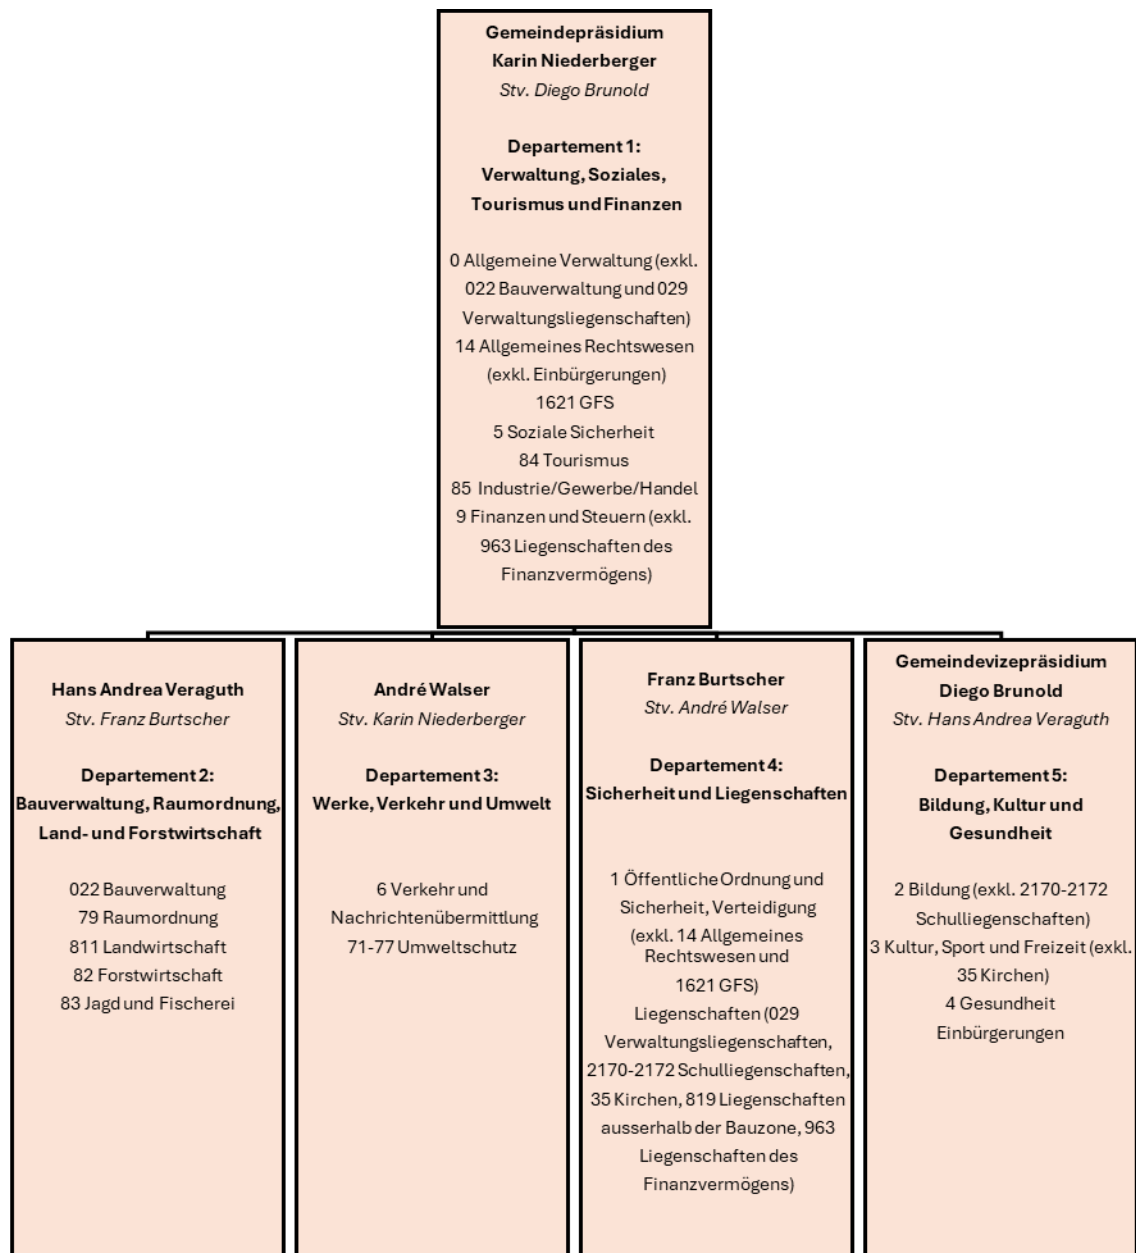 Gemeindepräsidium
Karin Niederberger
Stv. Diego Brunold
Departement 1:
Verwaltung, Soziales,
Tourismus und Finanzen
0 Allgemeine Verwaltung (exkl.
022 Bauverwaltung und 029
Verwaltungsliegenschaften)
14 Allgemeines Rechtswesen
(exkl. Einbürgerungen)
1621 GFS
5 Soziale Sicherheit
84 Tourismus
85 Industrie/Gewerbe/Handel
9 Finanzen und Steuern (exkl.
963 Liegenschaften des
Finanzvermögens)
Hans Andrea Veraguth
Stv. Franz Burtscher
Departement 2:
Bauverwaltung, Raumordnung,
Land- und Forstwirtschaft
022 Bauverwaltung
79 Raumordnung
811 Landwirtschaft
82 Forstwirtschaft
83 Jagd und Fischerei
André Walser
Stv. Karin Niederberger
Departement 3:
Werke, Verkehr und Umwelt
6 Verkehr und
Nachrichtenübermittlung
71-77 Umweltschutz
Franz Burtscher
Stv. André Walser
Departement 4:
Sicherheit und Liegenschaften
1 Öffentliche Ordnung und
Sicherheit, Verteidigung
(exkl. 14 Allgemeines
Rechtswesen und
1621 GFS)
Liegenschaften (029
Verwaltungsliegenschaften,
2170-2172 Schulliegenschaften,
35 Kirchen, 819 Liegenschaften
ausserhalb der Bauzone, 963
Liegenschaften des
Finanzvermögens)
Gemeindevizepräsidium
Diego Brunold
Stv. Hans Andrea Veraguth
Departement 5:
Bildung, Kultur und
Gesundheit
2 Bildung (exkl. 2170-2172
Schulliegenschaften)
3 Kultur, Sport und Freizeit (exkl.
35 Kirchen)
4 Gesundheit
Einbürgerungen